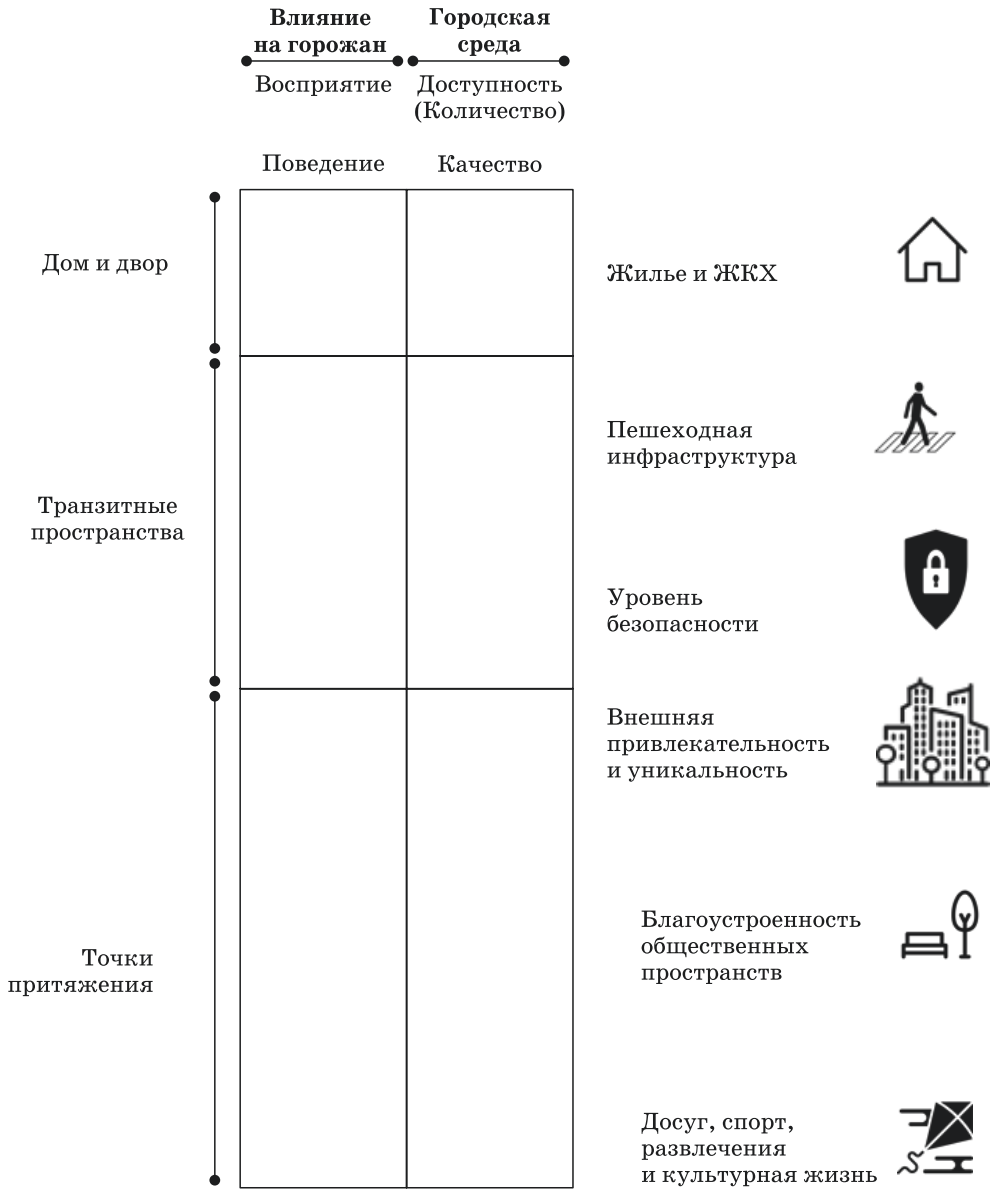 Влияние
на горожан
Городская
среда
Восприятие
Доступность
(Количество)
Поведение
Качество
Дом и двор
Жилье и ЖКХ
Пешеходная
инфраструктура
Транзитные
пространства
Уровень
безопасности
Внешняя
привлекательность
и уникальность
Благоустроенность
общественных
пространств
Точки
притяжения
Досуг, спорт,
развлечения
и культурная жизнь